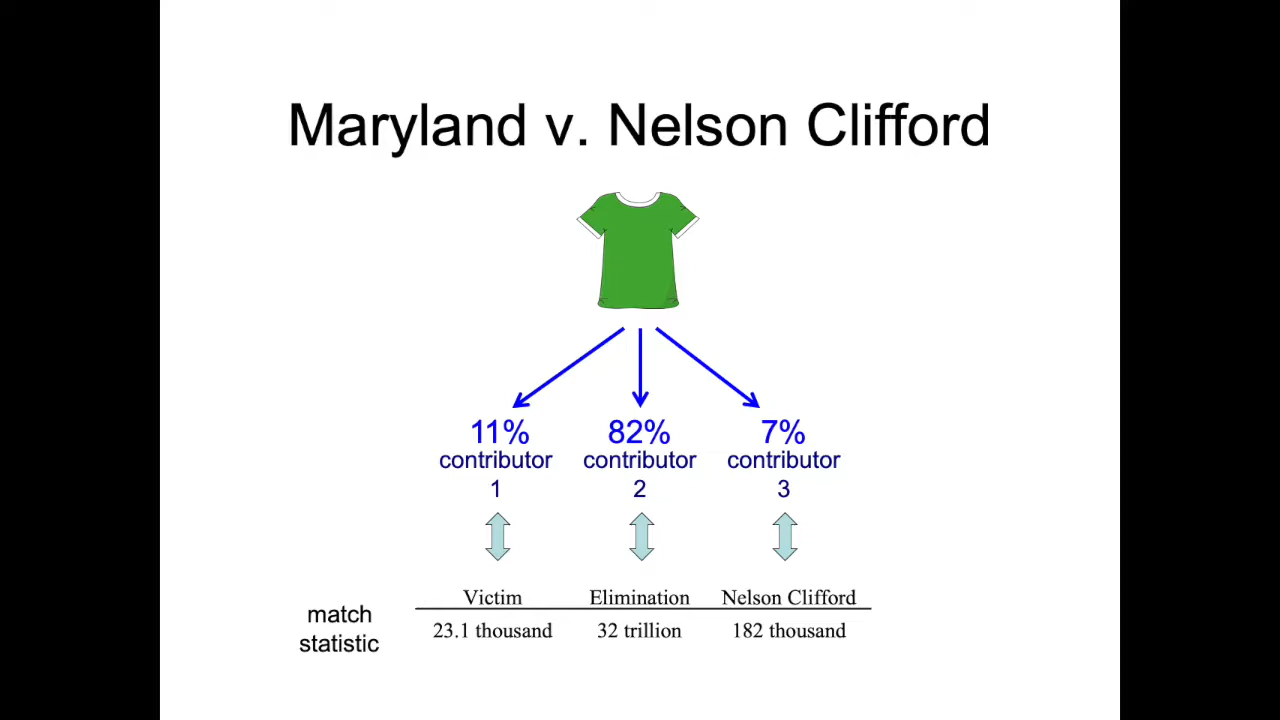 Maryland v. Nelson Clifford
11% 82% 7%
contributor contributor contributor
1 2 3
Victim Elimination Nelson Clifford
match
23.1 thousand 32 trillion 182 thousand
statistic